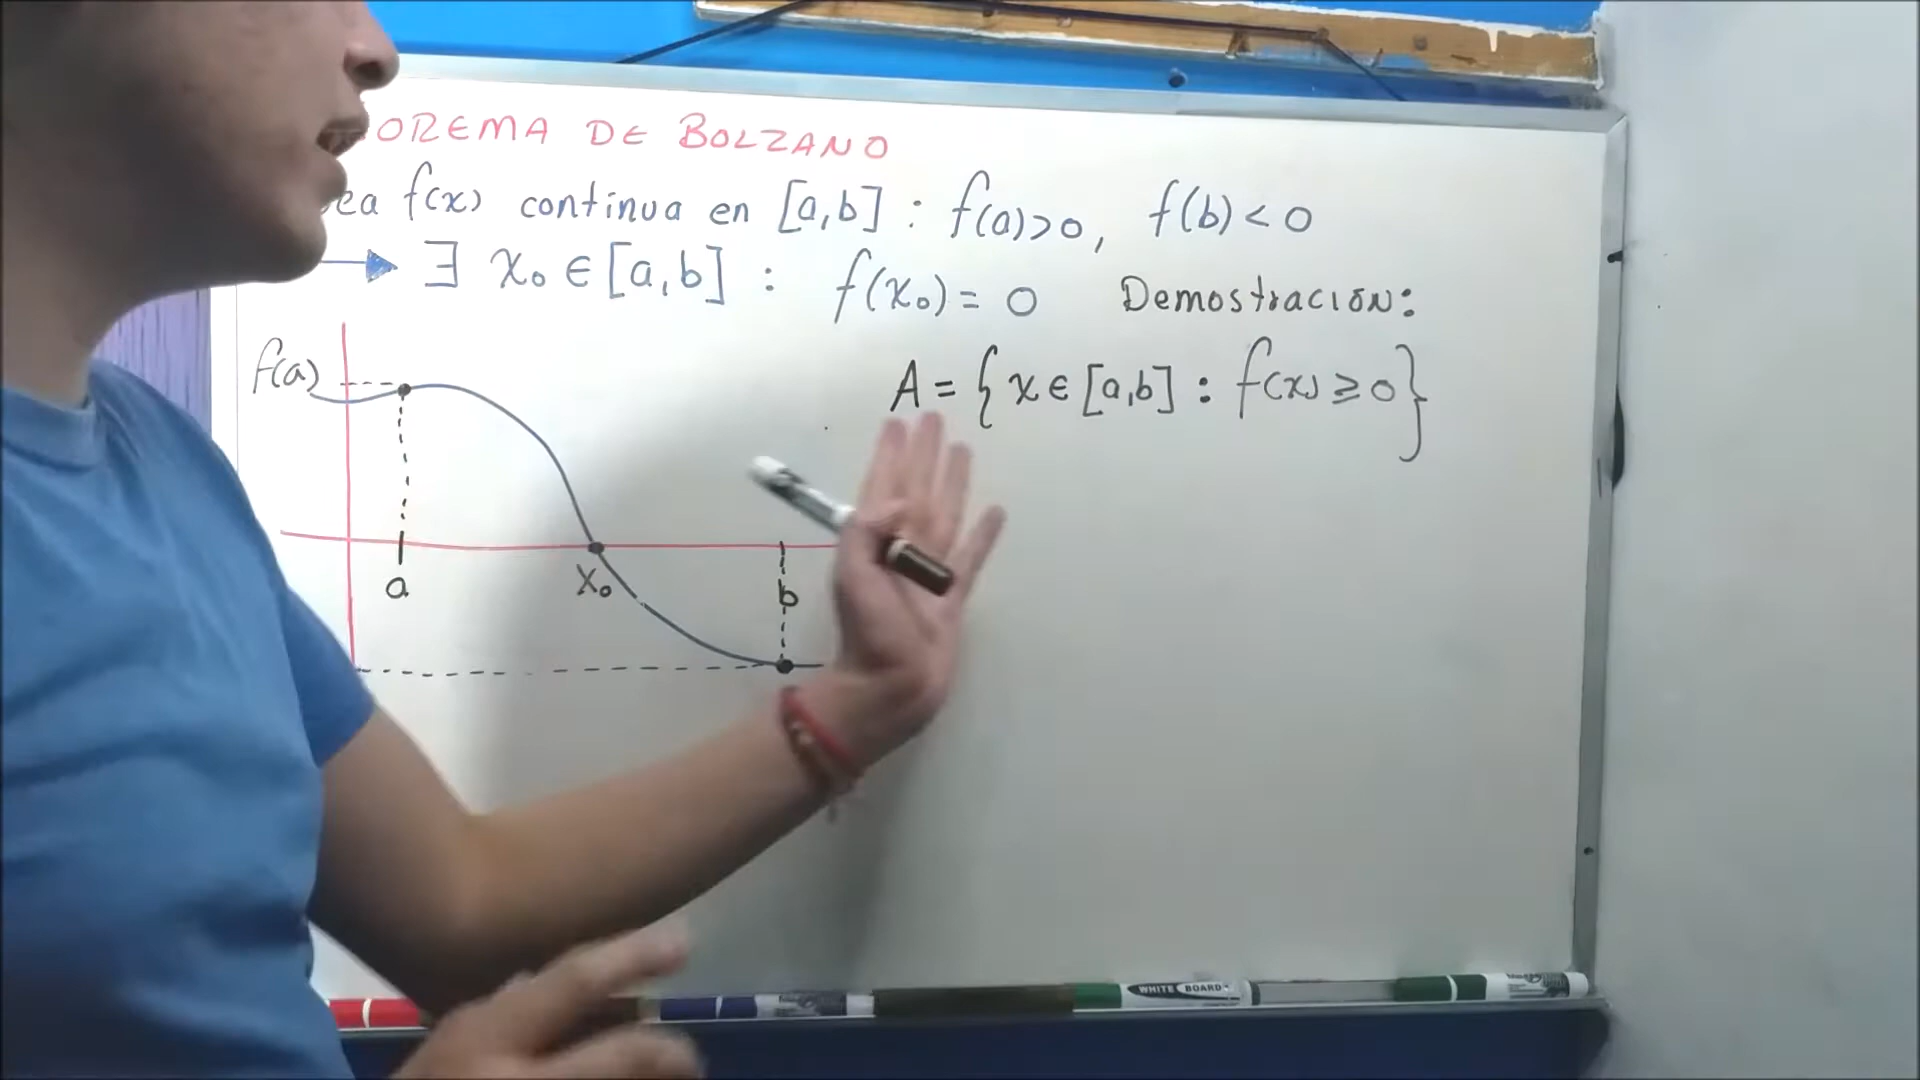 OREMA DE BOLZANO
ea f(x) continua en [a,b] : f(a)>0, f(b)<0
∃ x₀ ∈ [a,b] : f(x₀) = 0 Demostración:
A = { x ∈ [a,b] : f(x) ≥ 0 }
f(a)
a
x₀
b
WHITE BOARD